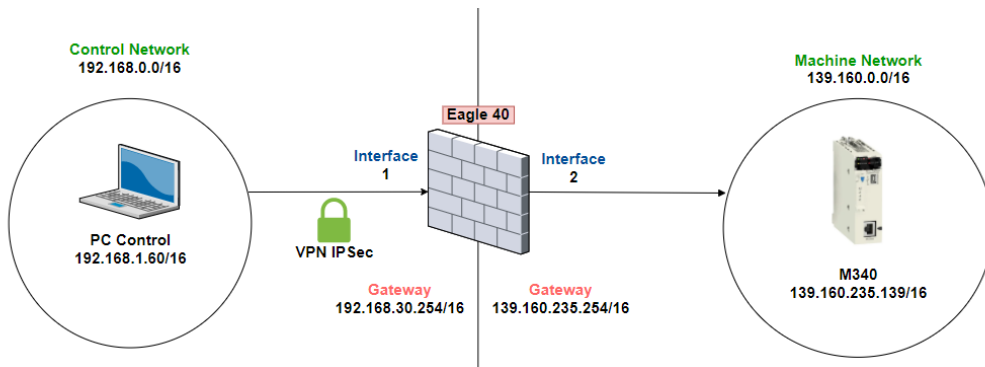 Control Network
192.168.0.0/16
PC Control
192.168.1.60/16
Interface
1
VPN IPSec
Gateway
192.168.30.254/16
Eagle 40
Interface
2
Gateway
139.160.235.254/16
Machine Network
139.160.0.0/16
M340
139.160.235.139/16